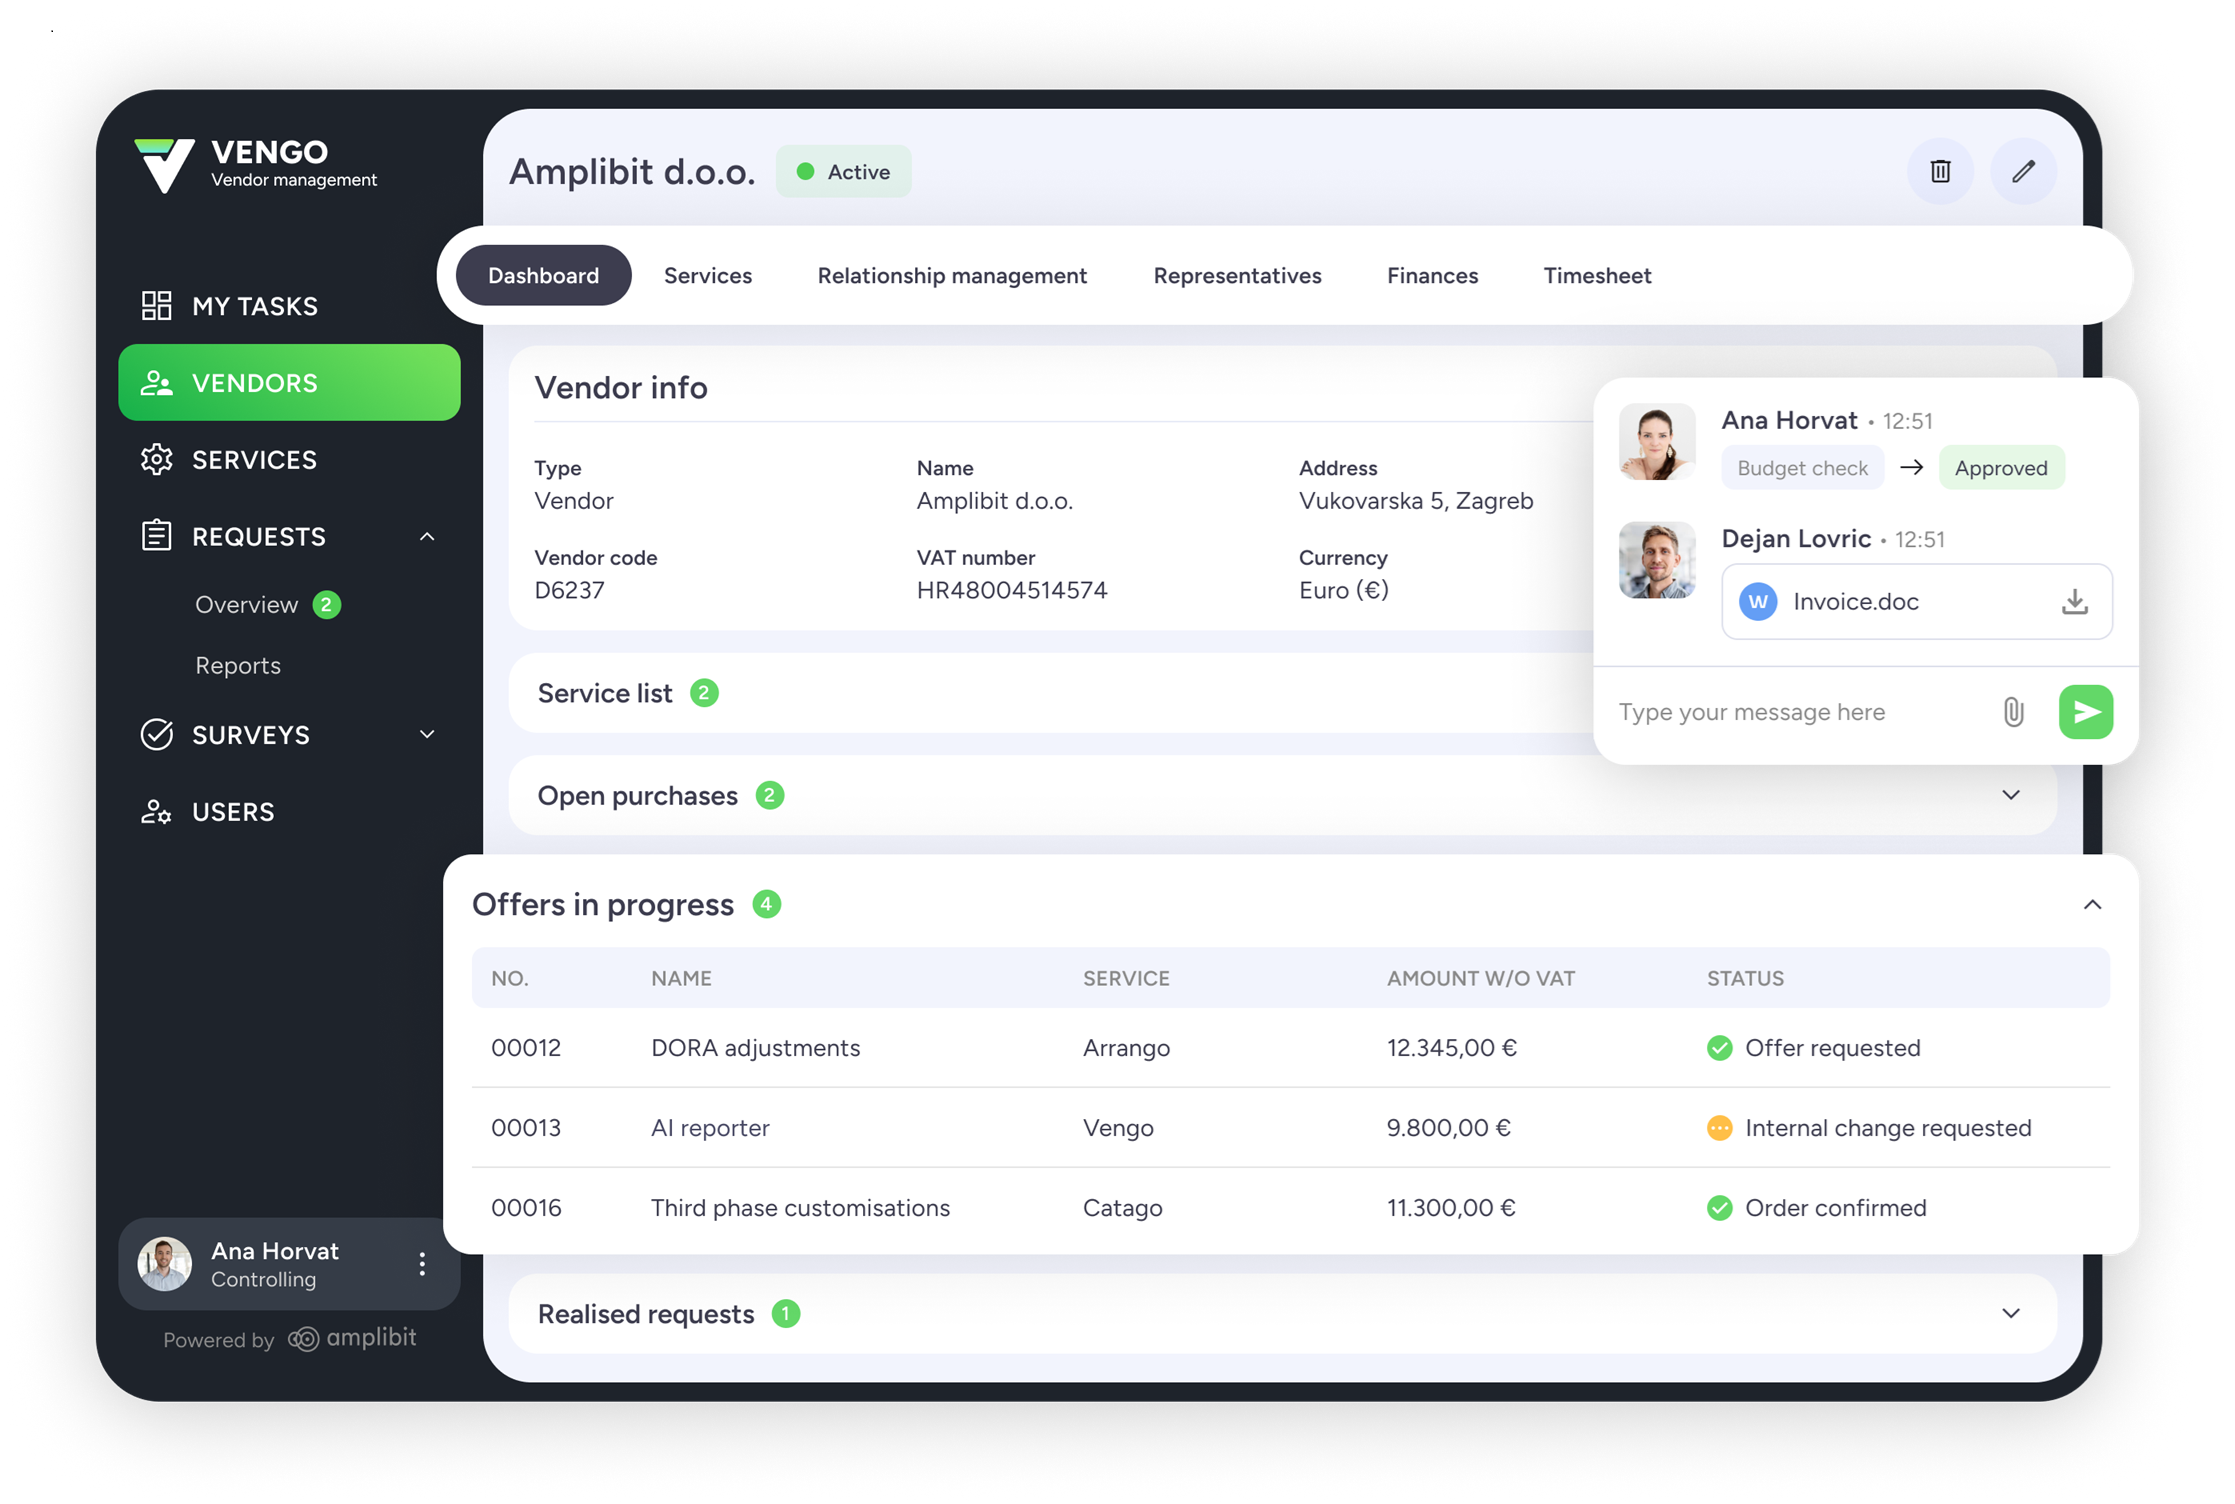 VENGO
Vendor management
MY TASKS
VENDORS
SERVICES
REQUESTS
Overview 2
Reports
SURVEYS
USERS
Ana Horvat
Controlling
Powered by amplibit
Amplibit d.o.o. Active
Dashboard Services Relationship management Representatives Finances Timesheet
Vendor info
Type Name Address
Vendor Amplibit d.o.o. Vukovarska 5, Zagreb
Vendor code VAT number Currency
D6237 HR48004514574 Euro (€)
Service list 2
Open purchases 2
Ana Horvat • 12:51
Budget check → Approved
Dejan Lovric • 12:51
W Invoice.doc
Type your message here
Offers in progress 4
NO. NAME SERVICE AMOUNT W/O VAT STATUS
00012 DORA adjustments Arrango 12.345,00 € Offer requested
00013 AI reporter Vengo 9.800,00 € Internal change requested
00016 Third phase customisations Catago 11.300,00 € Order confirmed
Realised requests 1